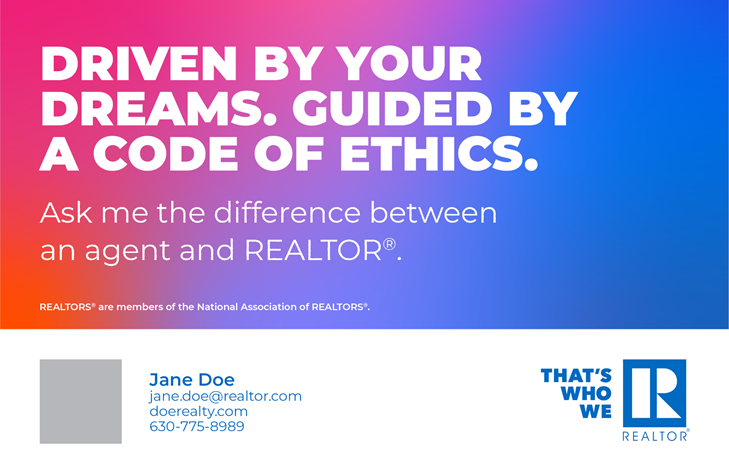 DRIVEN BY YOUR
DREAMS. GUIDED BY
A CODE OF ETHICS.
Ask me the difference between
an agent and REALTOR®.
REALTORS® are members of the National Association of REALTORS®.
Jane Doe
jane.doe@realtor.com
doerealty.com
630-775-8989
THAT'S
WHO
WE
R
REALTOR®